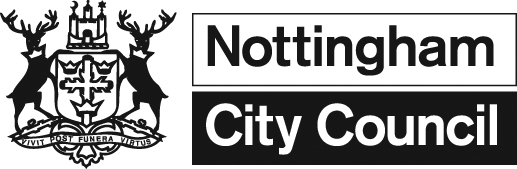 Nottingham
City Council
VIVIT POST FUNERA VIRTUS